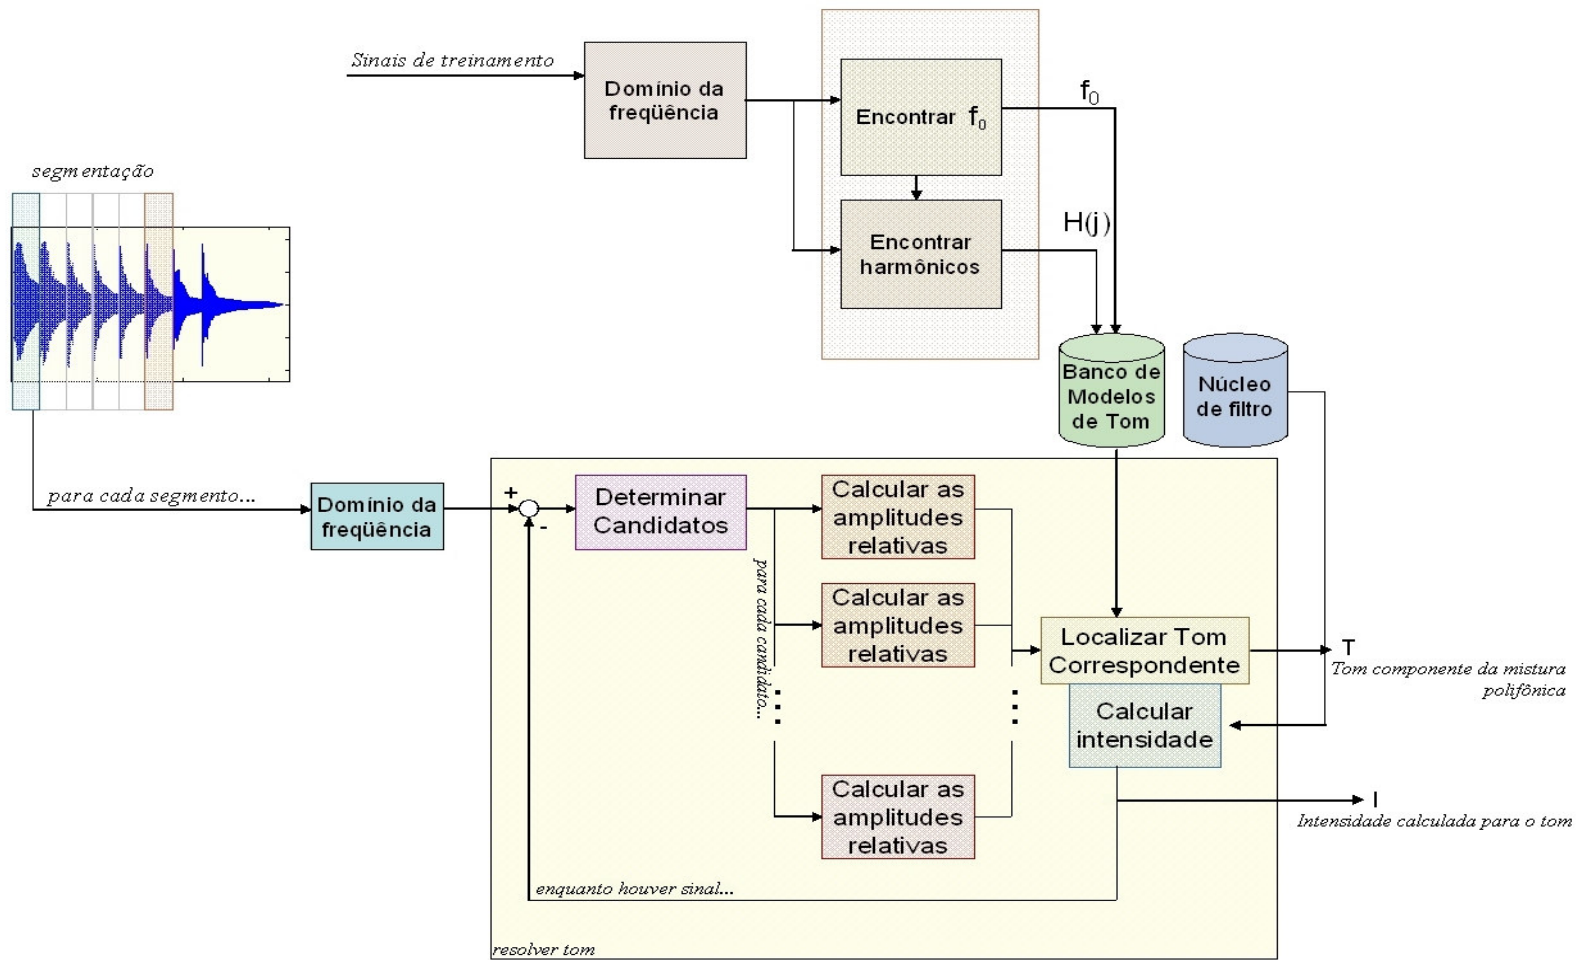 Sinais de treinamento
Domínio da
freqüência
Encontrar f0
f0
Encontrar
harmônicos
H(j)
segmentação
Banco de
Modelos
de Tom
Núcleo
de filtro
para cada segmento...
Domínio da
freqüência
+
-
Determinar
Candidatos
para cada candidato...
Calcular as
amplitudes
relativas
Calcular as
amplitudes
relativas
Calcular as
amplitudes
relativas
Localizar Tom
Correspondente
T
Tom componente da mistura
polifônica
Calcular
intensidade
I
Intensidade calculada para o tom
enquanto houver sinal...
resolver tom